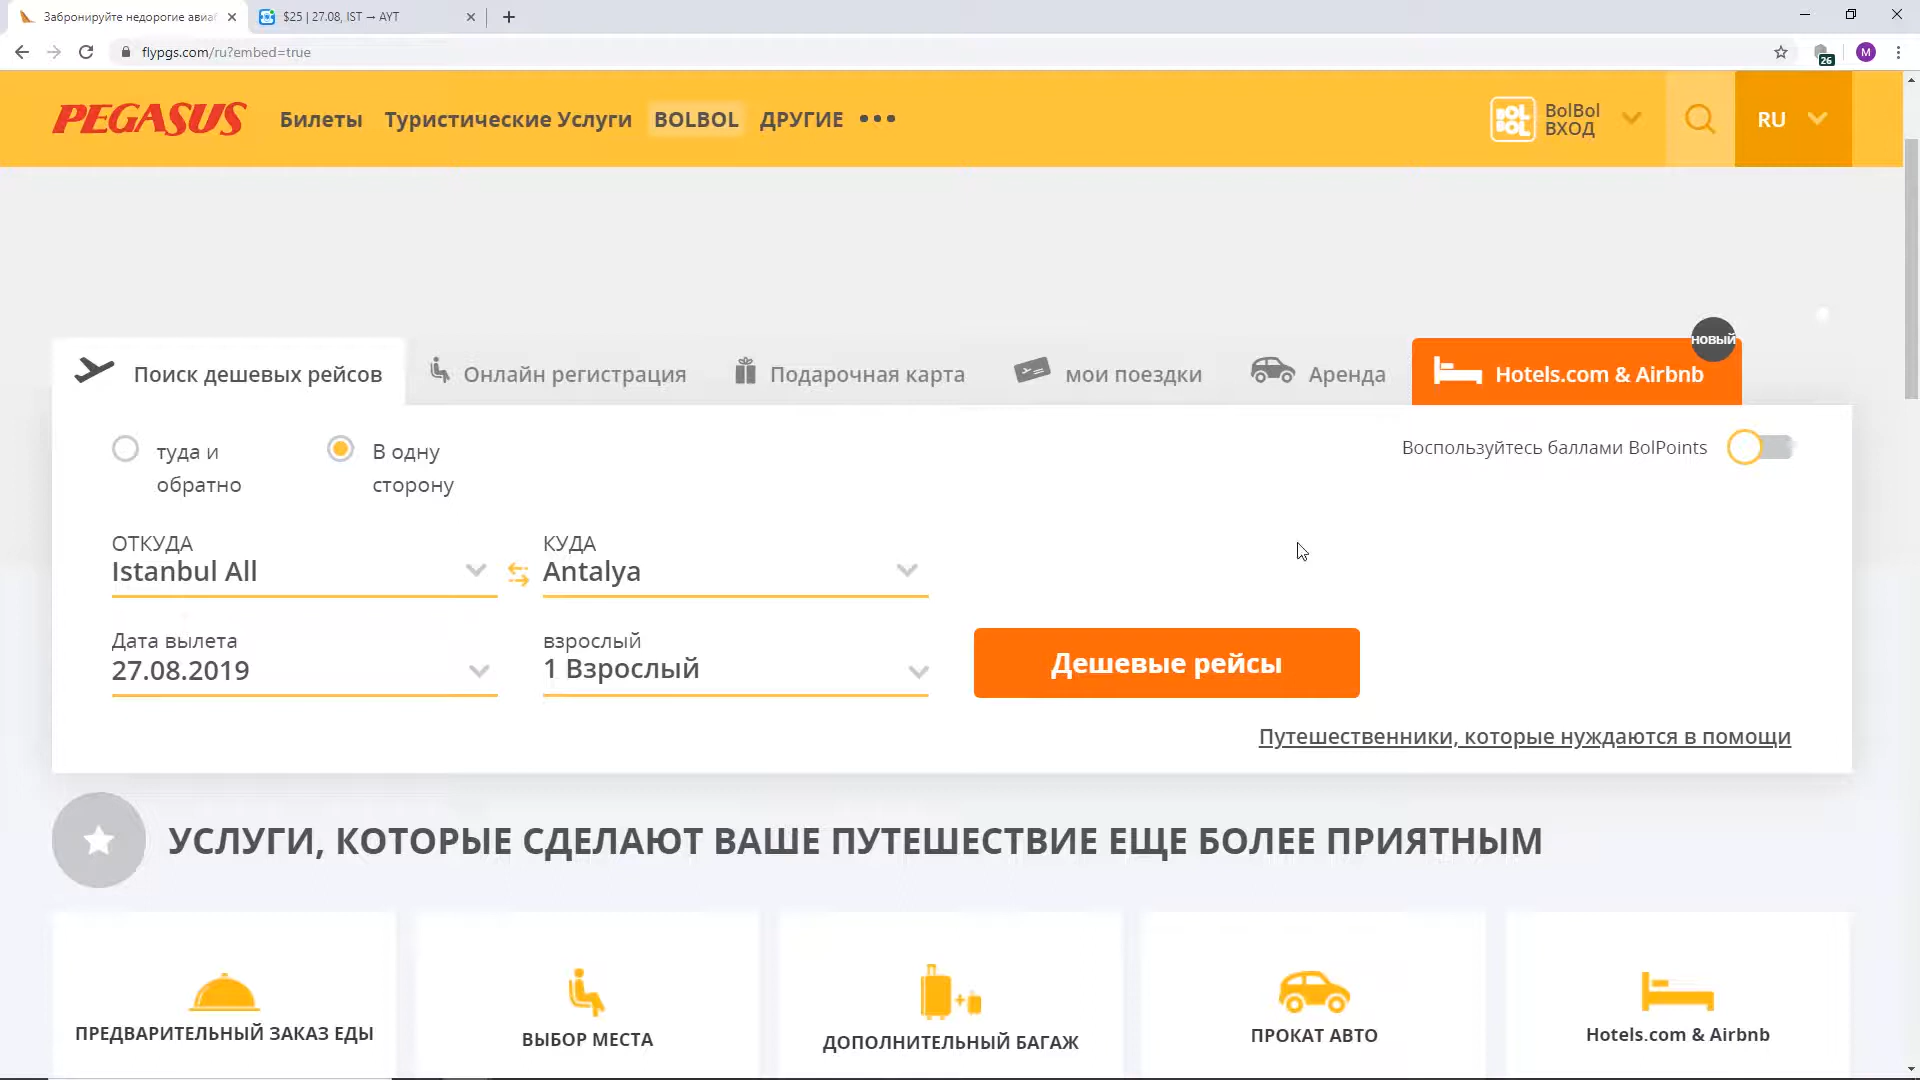 Забронируйте недорогие авиаб
$25 | 27.08, IST → AYT
flypgs.com/ru?embed=true
26
M
PEGASUS
Билеты
Туристические Услуги
BOLBOL
ДРУГИЕ
BOL
BOL
BolBol
ВХОД
RU
НОВЫЙ
Поиск дешевых рейсов
Онлайн регистрация
Подарочная карта
мои поездки
Аренда
Hotels.com & Airbnb
туда и
обратно
В одну
сторону
Воспользуйтесь баллами BolPoints
ОТКУДА
Istanbul All
КУДА
Antalya
Дата вылета
27.08.2019
взрослый
1 Взрослый
Дешевые рейсы
Путешественники, которые нуждаются в помощи
УСЛУГИ, КОТОРЫЕ СДЕЛАЮТ ВАШЕ ПУТЕШЕСТВИЕ ЕЩЕ БОЛЕЕ ПРИЯТНЫМ
ПРЕДВАРИТЕЛЬНЫЙ ЗАКАЗ ЕДЫ
ВЫБОР МЕСТА
ДОПОЛНИТЕЛЬНЫЙ БАГАЖ
ПРОКАТ АВТО
Hotels.com & Airbnb